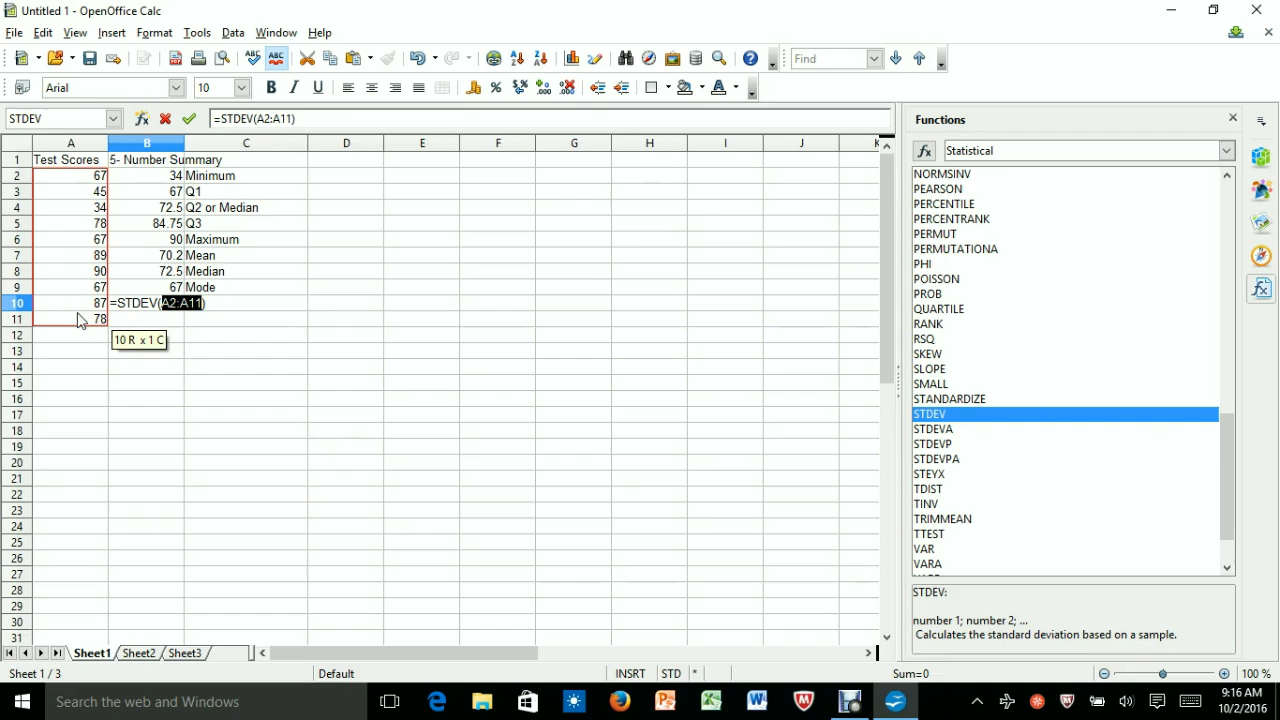 Untitled 1 - OpenOffice Calc
File Edit View Insert Format Tools Data Window Help
Find
Arial 10
STDEV =STDEV(A2:A11)
A B C D E F G H I J K
1 Test Scores 5- Number Summary
2 67 34 Minimum
3 45 67 Q1
4 34 72.5 Q2 or Median
5 78 84.75 Q3
6 67 90 Maximum
7 89 70.2 Mean
8 90 72.5 Median
9 67 67 Mode
10 87 =STDEV(A2:A11)
11 78
12 10 R x 1 C
13
14
15
16
17
18
19
20
21
22
23
24
25
26
27
28
29
30
31
Functions
Statistical
NORMSINV
PEARSON
PERCENTILE
PERCENTRANK
PERMUT
PERMUTATIONA
PHI
POISSON
PROB
QUARTILE
RANK
RSQ
SKEW
SLOPE
SMALL
STANDARDIZE
STDEV
STDEVA
STDEVP
STDEVPA
STEYX
TDIST
TINV
TRIMMEAN
TTEST
VAR
VARA
STDEV:
number 1; number 2; ...
Calculates the standard deviation based on a sample.
Sheet1 Sheet2 Sheet3
Sheet 1 / 3 Default INSRT STD * Sum=0 100 %
Search the web and Windows
9:16 AM
10/2/2016